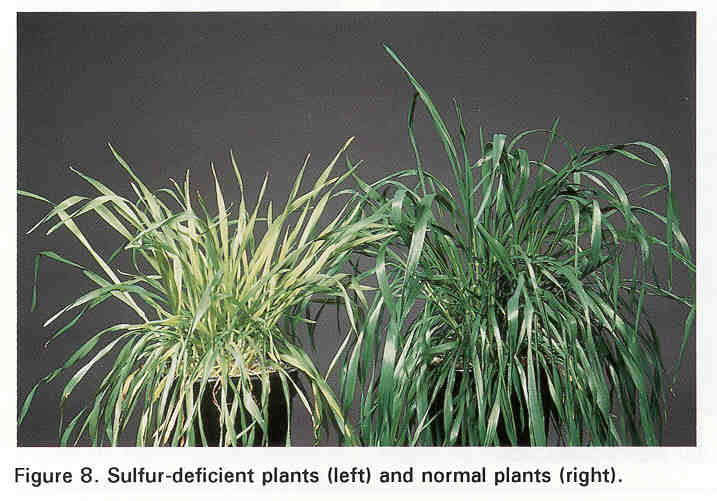 Figure 8. Sulfur-deficient plants (left) and normal plants (right).